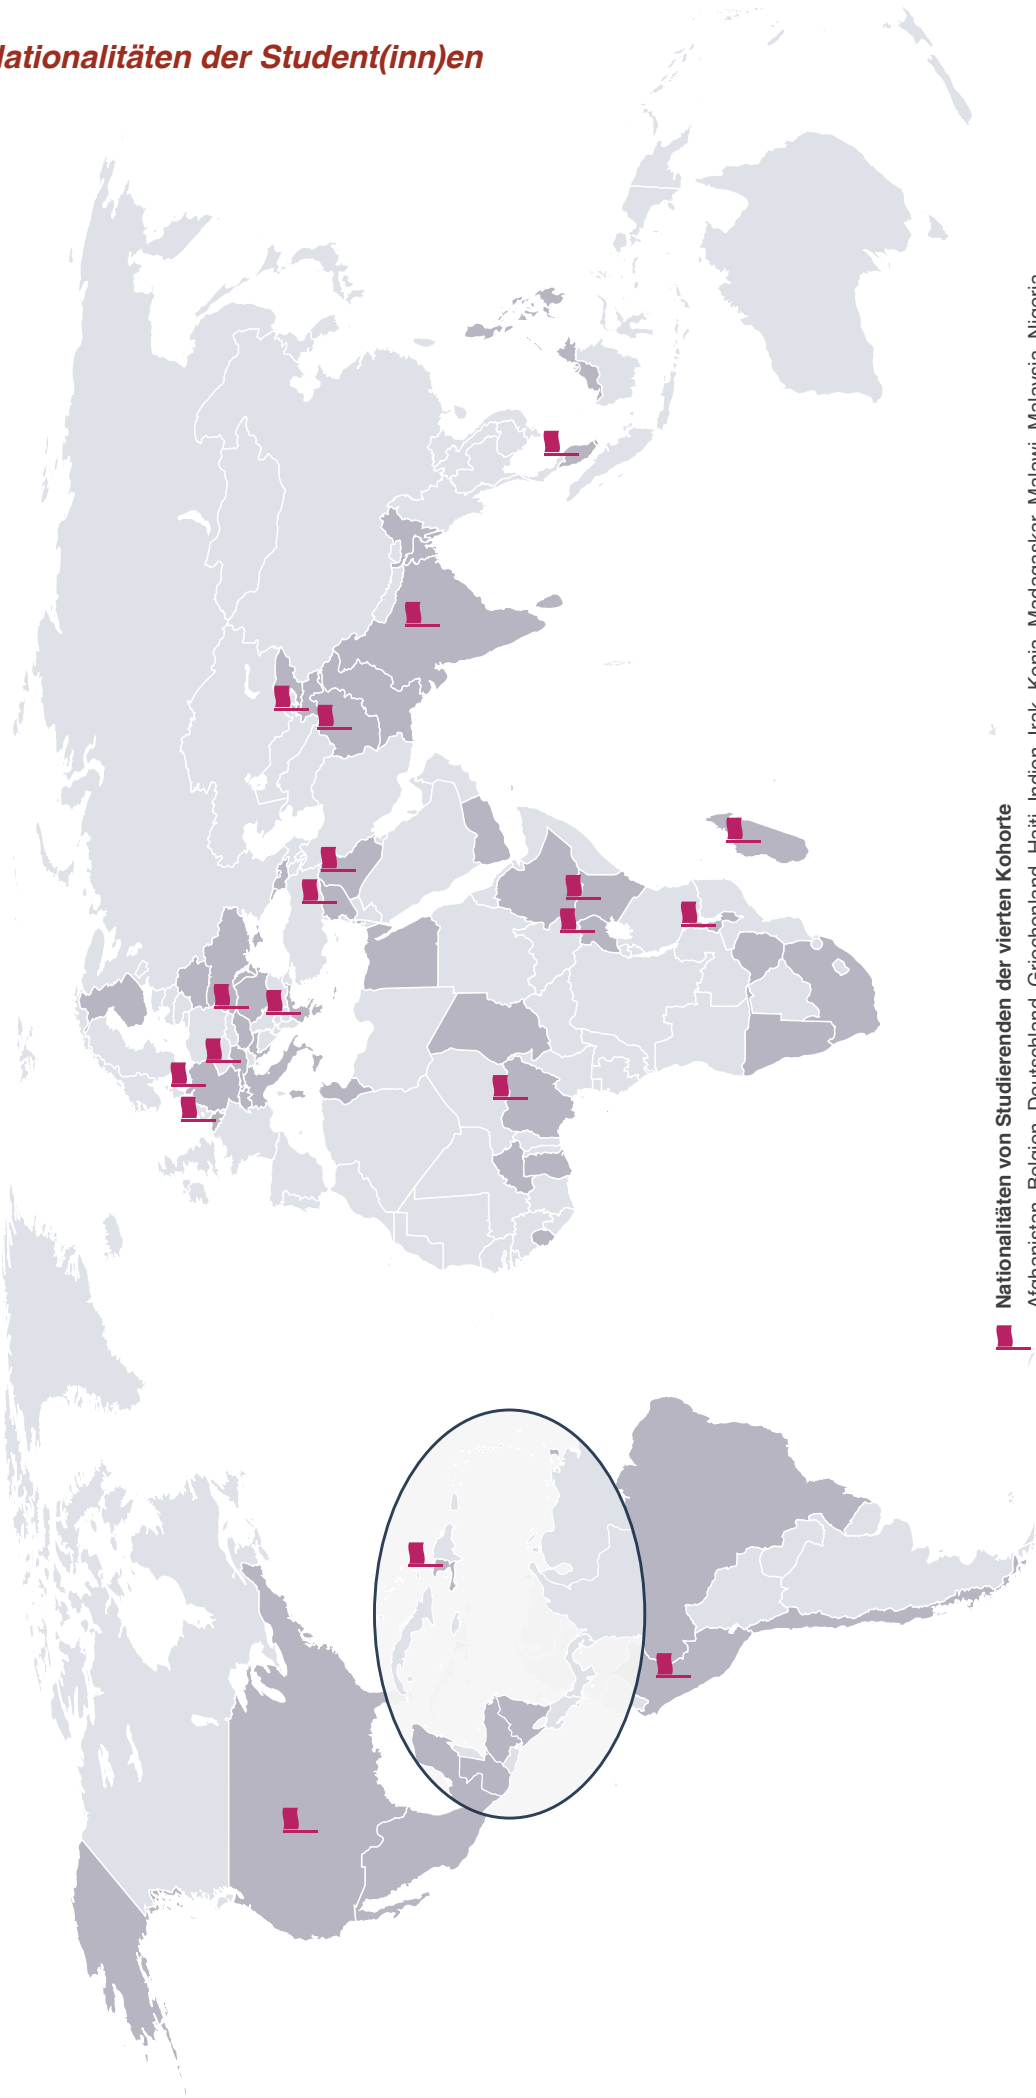 Nationalitäten der Student(inn)en
Nationalitäten von Studierenden der vierten Kohorte
Afghanistan, Belgien, Deutschland, Griechenland, Haiti, Indien, Irak, Kenia, Madagaskar, Malawi, Malaysia, Nigeria,